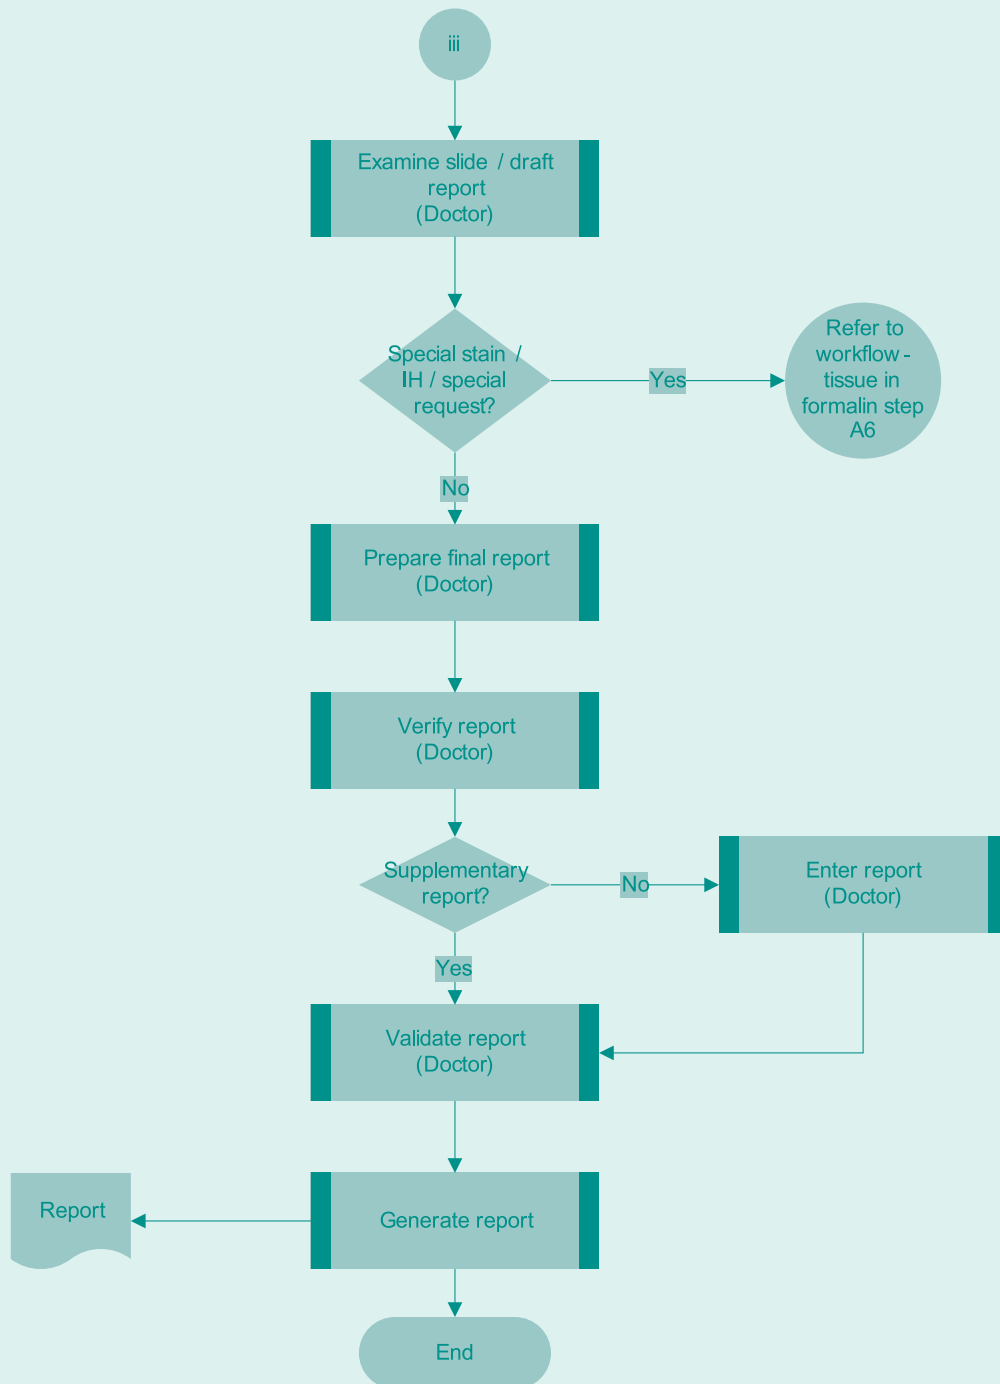 iii
Examine slide / draft
report
(Doctor)
Special stain /
IH / special
request?
Yes
Refer to
workflow -
tissue in
formalin step
A6
No
Prepare final report
(Doctor)
Verify report
(Doctor)
Supplementary
report?
No
Enter report
(Doctor)
Yes
Validate report
(Doctor)
Report
Generate report
End